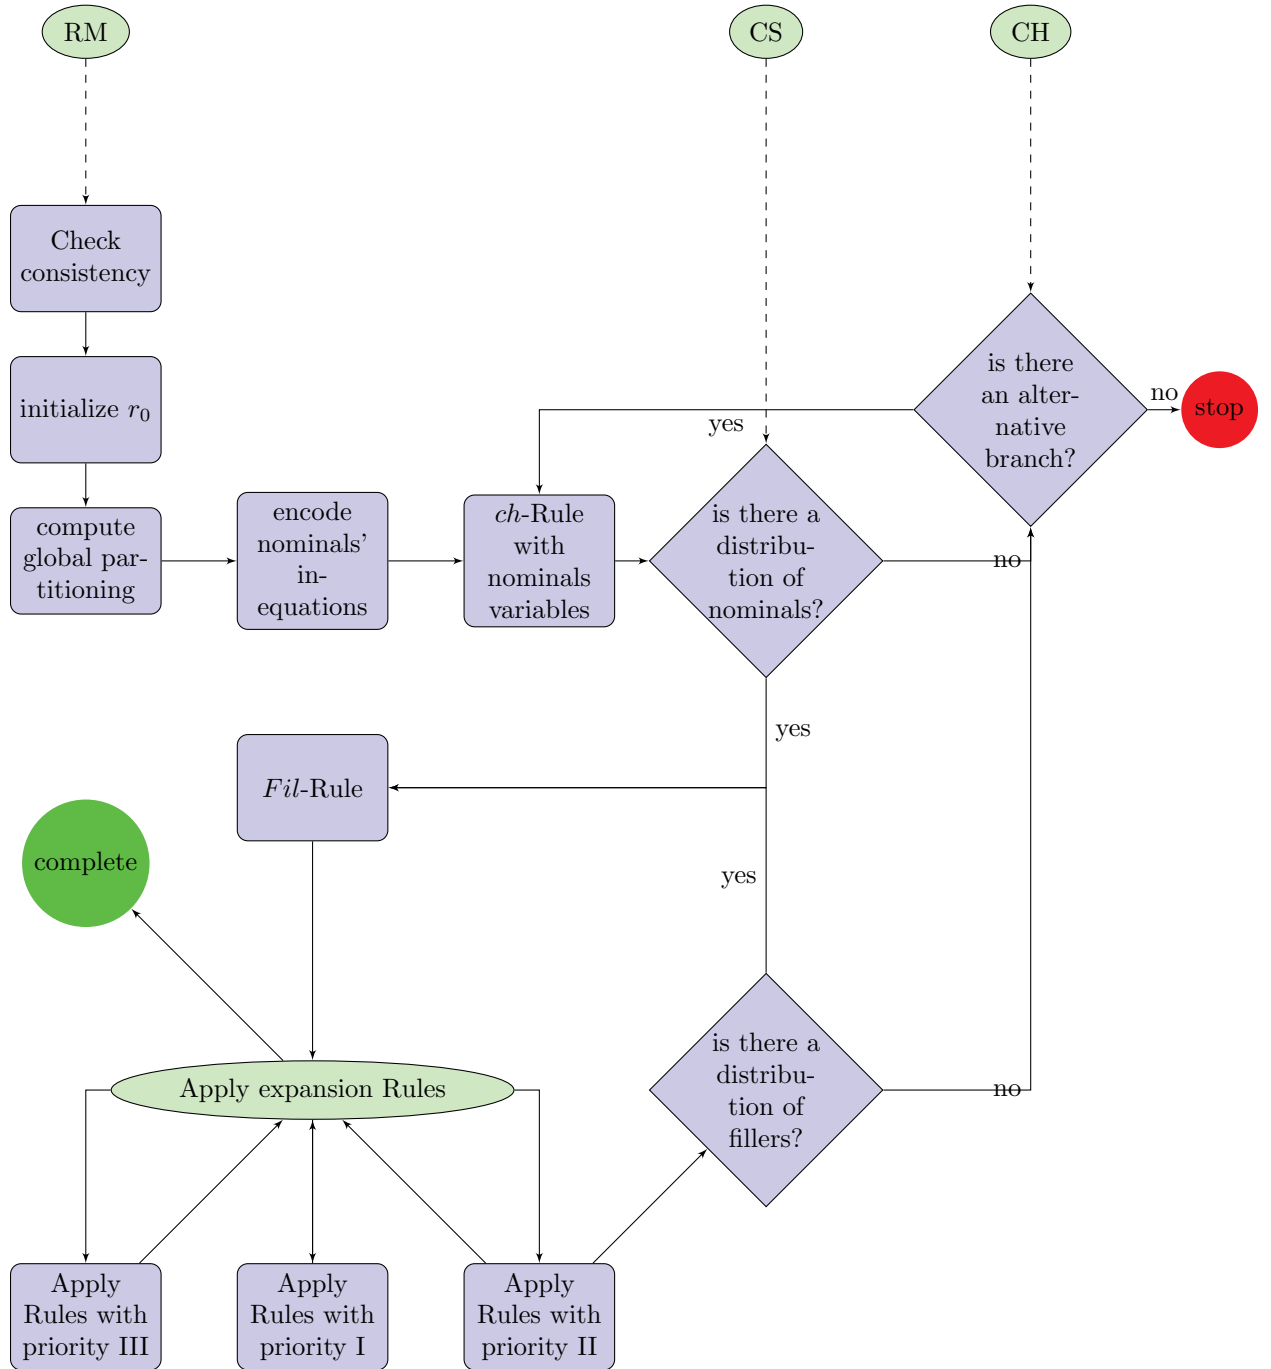 RM
CS
CH
Check
consistency
initialize r0
is there
an alter-
native
branch?
no
stop
yes
compute
global par-
titioning
encode
nominals'
in-
equations
ch-Rule
with
nominals
variables
is there a
distribu-
tion of
nominals?
no
yes
Fil-Rule
complete
yes
Apply expansion Rules
is there a
distribu-
tion of
fillers?
no
Apply
Rules with
priority III
Apply
Rules with
priority I
Apply
Rules with
priority II